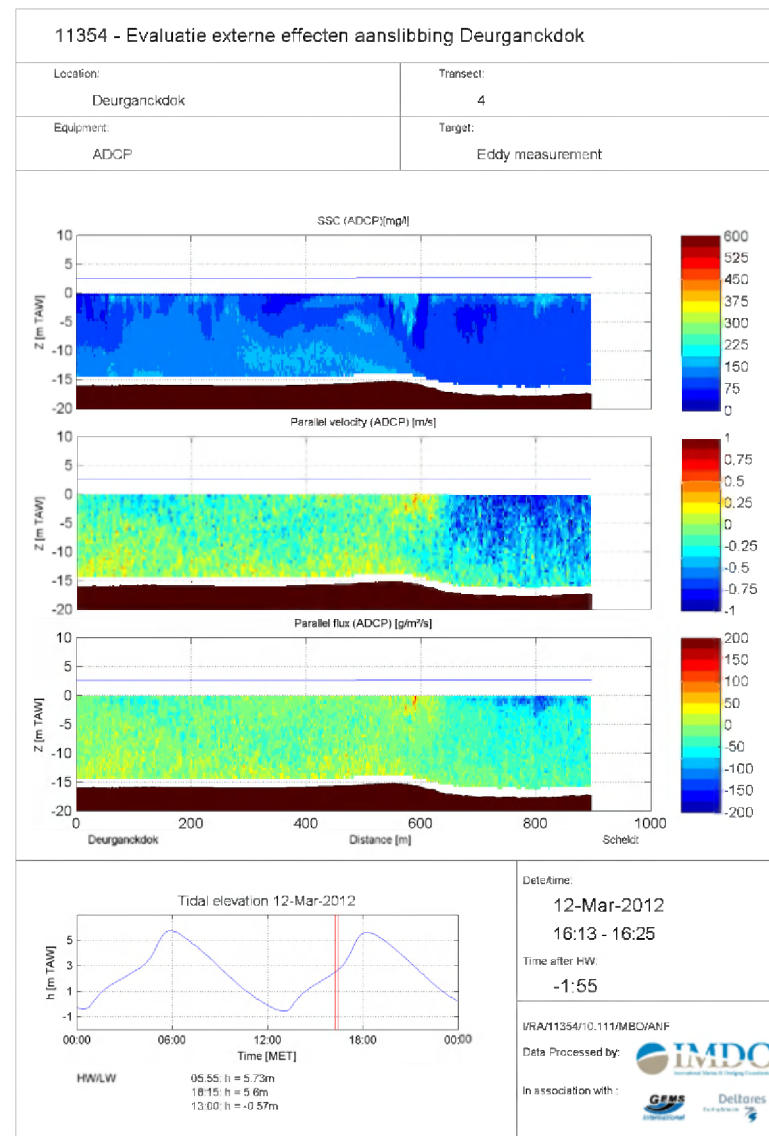 11354 - Evaluatie externe effecten aanslibbing Deurganckdok
Location:
Deurganckdok
Transect:
4
Equipment:
ADCP
Target:
Eddy measurement
SSC (ADCP)[mg/l]
10
5
0
-5
-10
-15
-20
Z [m TAW]
600
525
450
375
300
225
150
75
0
Parallel velocity (ADCP) [m/s]
10
5
0
-5
-10
-15
-20
Z [m TAW]
1
0.75
0.5
0.25
0
-0.25
-0.5
-0.75
-1
Parallel flux (ADCP) [g/m²/s]
10
5
0
-5
-10
-15
-20
Z [m TAW]
200
150
100
50
0
-50
-100
-150
-200
0 200 400 600 800 1000
Deurganckdok Distance [m] Scheldt
Tidal elevation 12-Mar-2012
h [m TAW]
5
3
1
-1
00:00 06:00 12:00 18:00 00:00
Time [MET]
HW/LW
05:55: h = 5.73m
18:15: h = 5.6m
13:00: h = -0.57m
Date/time:
12-Mar-2012
16:13 - 16:25
Time after HW:
-1:55
I/RA/11354/10.111/MBO/ANF
Data Processed by:
IMDC
International Marine & Dredging Consultants
In association with :
GEMS
International
Deltares